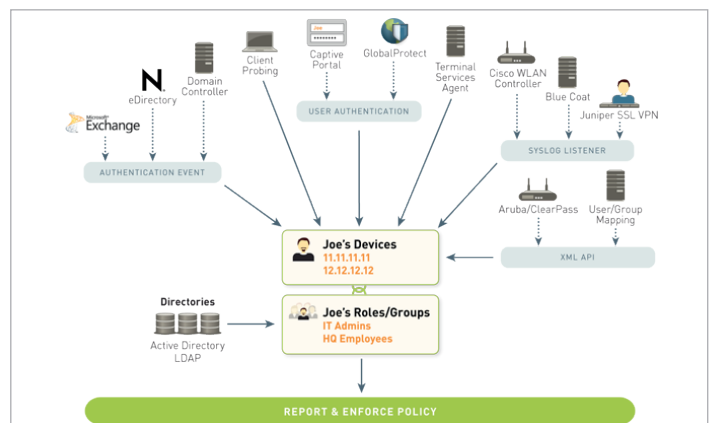 Client
Probing
Captive
Portal
GlobalProtect
Terminal
Services
Agent
Cisco WLAN
Controller
Blue Coat
Juniper SSL VPN
Domain
Controller
N
eDirectory
Microsoft
Exchange
Joe
USER AUTHENTICATION
AUTHENTICATION EVENT
SYSLOG LISTENER
Aruba/ClearPass
User/Group
Mapping
XML API
Joe's Devices
11.11.11.11
12.12.12.12
Directories
Active Directory
LDAP
Joe's Roles/Groups
IT Admins
HQ Employees
REPORT & ENFORCE POLICY